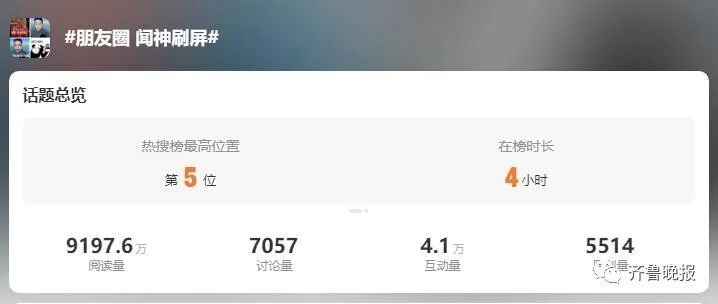 #朋友圈 闻神刷屏#
话题总览
热搜榜最高位置
在榜时长
第 5 位
4 小时
9197.6 万
7057
4.1 万
5514
阅读量
讨论量
互动量
量
齐鲁晚报